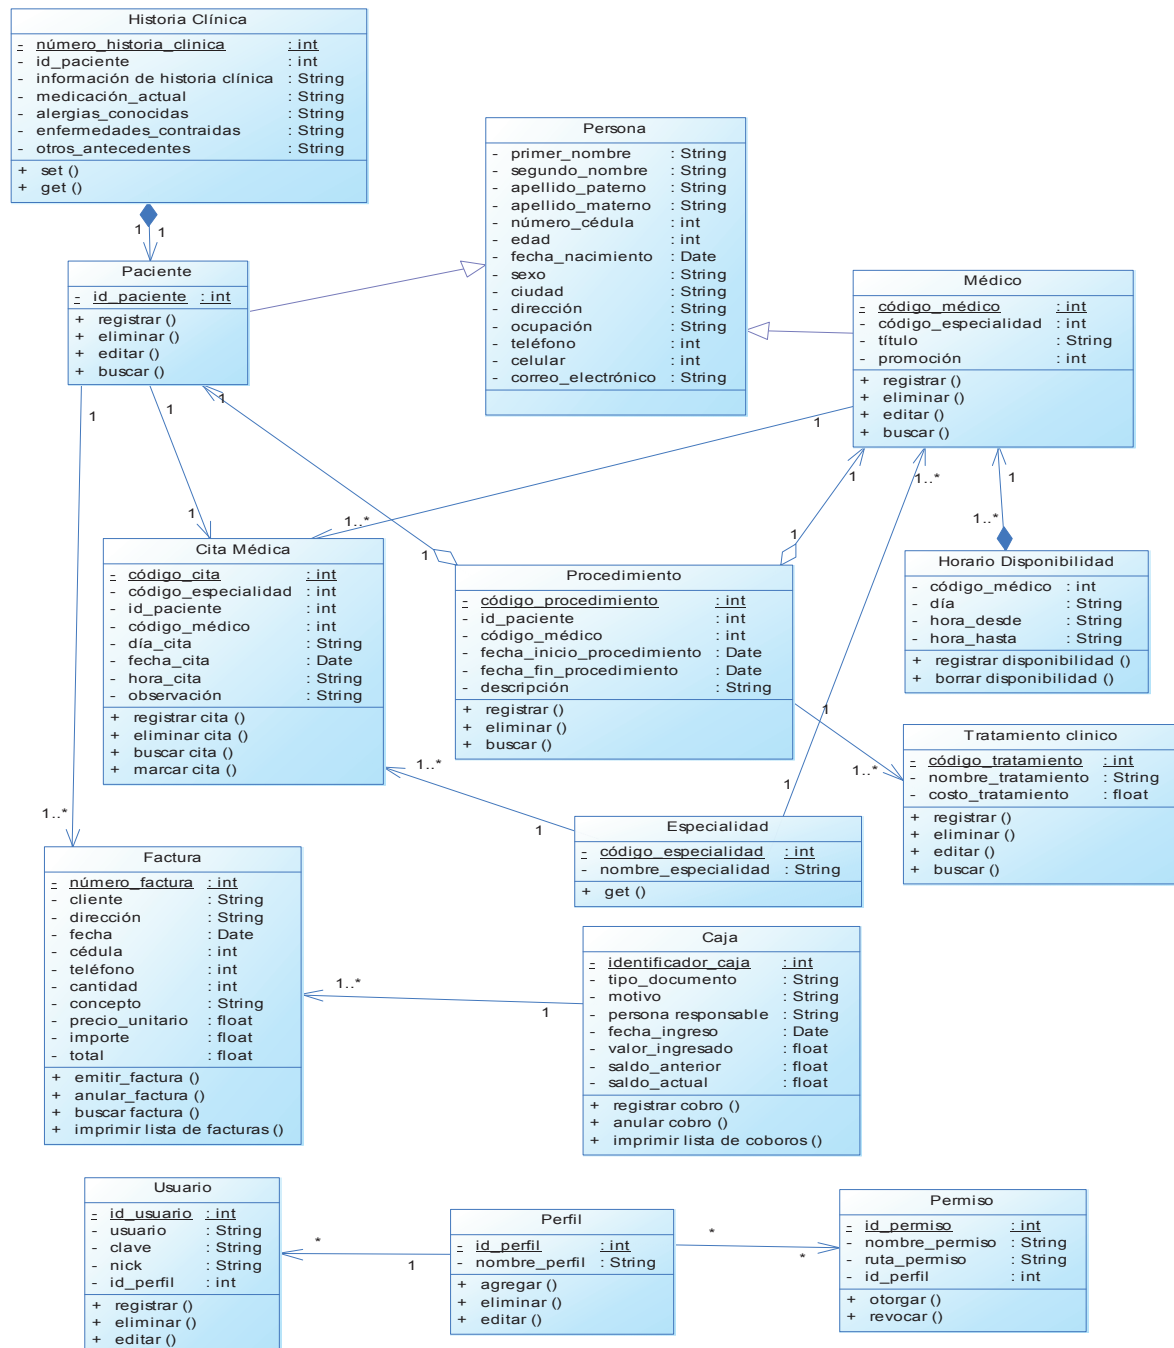 Historia Clínica
- número_historia_clinica : int
- id_paciente : int
- información de historia clínica : String
- medicación_actual : String
- alergias_conocidas : String
- enfermedades_contraidas : String
- otros_antecedentes : String
+ set ()
+ get ()
1
1
Persona
- primer_nombre : String
- segundo_nombre : String
- apellido_paterno : String
- apellido_materno : String
- número_cédula : int
- edad : int
- fecha_nacimiento : Date
- sexo : String
- ciudad : String
- dirección : String
- ocupación : String
- teléfono : int
- celular : int
- correo_electrónico : String
Paciente
- id_paciente : int
+ registrar ()
+ eliminar ()
+ editar ()
+ buscar ()
Médico
- código_médico : int
- código_especialidad : int
- título : String
- promoción : int
+ registrar ()
+ eliminar ()
+ editar ()
+ buscar ()
1
1
1
1
1
1..*
1
1
1..*
1
1
1..*
Cita Médica
- código_cita : int
- código_especialidad : int
- id_paciente : int
- código_médico : int
- día_cita : String
- fecha_cita : Date
- hora_cita : String
- observación : String
+ registrar cita ()
+ eliminar cita ()
+ buscar cita ()
+ marcar cita ()
Procedimiento
- código_procedimiento : int
- id_paciente : int
- código_médico : int
- fecha_inicio_procedimiento : Date
- fecha_fin_procedimiento : Date
- descripción : String
+ registrar ()
+ eliminar ()
+ buscar ()
Horario Disponibilidad
- código_médico : int
- día : String
- hora_desde : String
- hora_hasta : String
+ registrar disponibilidad ()
+ borrar disponibilidad ()
1
1..*
Tratamiento clinico
- código_tratamiento : int
- nombre_tratamiento : String
- costo_tratamiento : float
+ registrar ()
+ eliminar ()
+ editar ()
+ buscar ()
1..*
1
1
1..*
Especialidad
- código_especialidad : int
- nombre_especialidad : String
+ get ()
Factura
- número_factura : int
- cliente : String
- dirección : String
- fecha : Date
- cédula : int
- teléfono : int
- cantidad : int
- concepto : String
- precio_unitario : float
- importe : float
- total : float
+ emitir_factura ()
+ anular_factura ()
+ buscar factura ()
+ imprimir lista de facturas ()
1..*
1
Caja
- identificador_caja : int
- tipo_documento : String
- motivo : String
- persona responsable : String
- fecha_ingreso : Date
- valor_ingresado : float
- saldo_anterior : float
- saldo_actual : float
+ registrar cobro ()
+ anular cobro ()
+ imprimir lista de coboros ()
Usuario
- id_usuario : int
- usuario : String
- clave : String
- nick : String
- id_perfil : int
+ registrar ()
+ eliminar ()
+ editar ()
*
1
Perfil
- id_perfil : int
- nombre_perfil : String
+ agregar ()
+ eliminar ()
+ editar ()
*
*
Permiso
- id_permiso : int
- nombre_permiso : String
- ruta_permiso : String
- id_perfil : int
+ otorgar ()
+ revocar ()